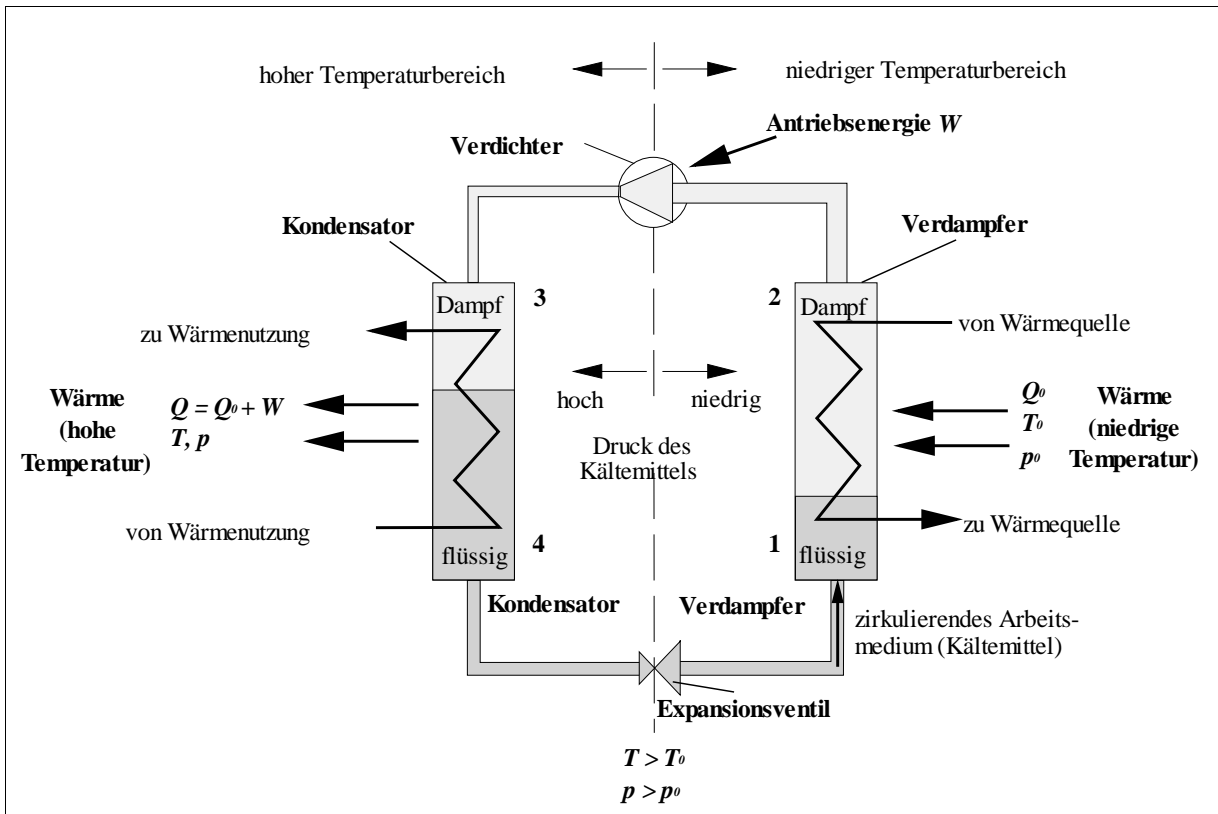 hoher Temperaturbereich
niedriger Temperaturbereich
Antriebsenergie W
Verdichter
Kondensator
Verdampfer
3
2
Dampf
Dampf
zu Wärmenutzung
von Wärmequelle
hoch
niedrig
Wärme
(hohe
Temperatur)
Q = Q₀ + W
T, p
Q₀
T₀
p₀
Wärme
(niedrige
Temperatur)
Druck des
Kältemittels
von Wärmenutzung
zu Wärmequelle
4
1
flüssig
flüssig
Kondensator
Verdampfer
zirkulierendes Arbeits-
medium (Kältemittel)
Expansionsventil
T > T₀
p > p₀